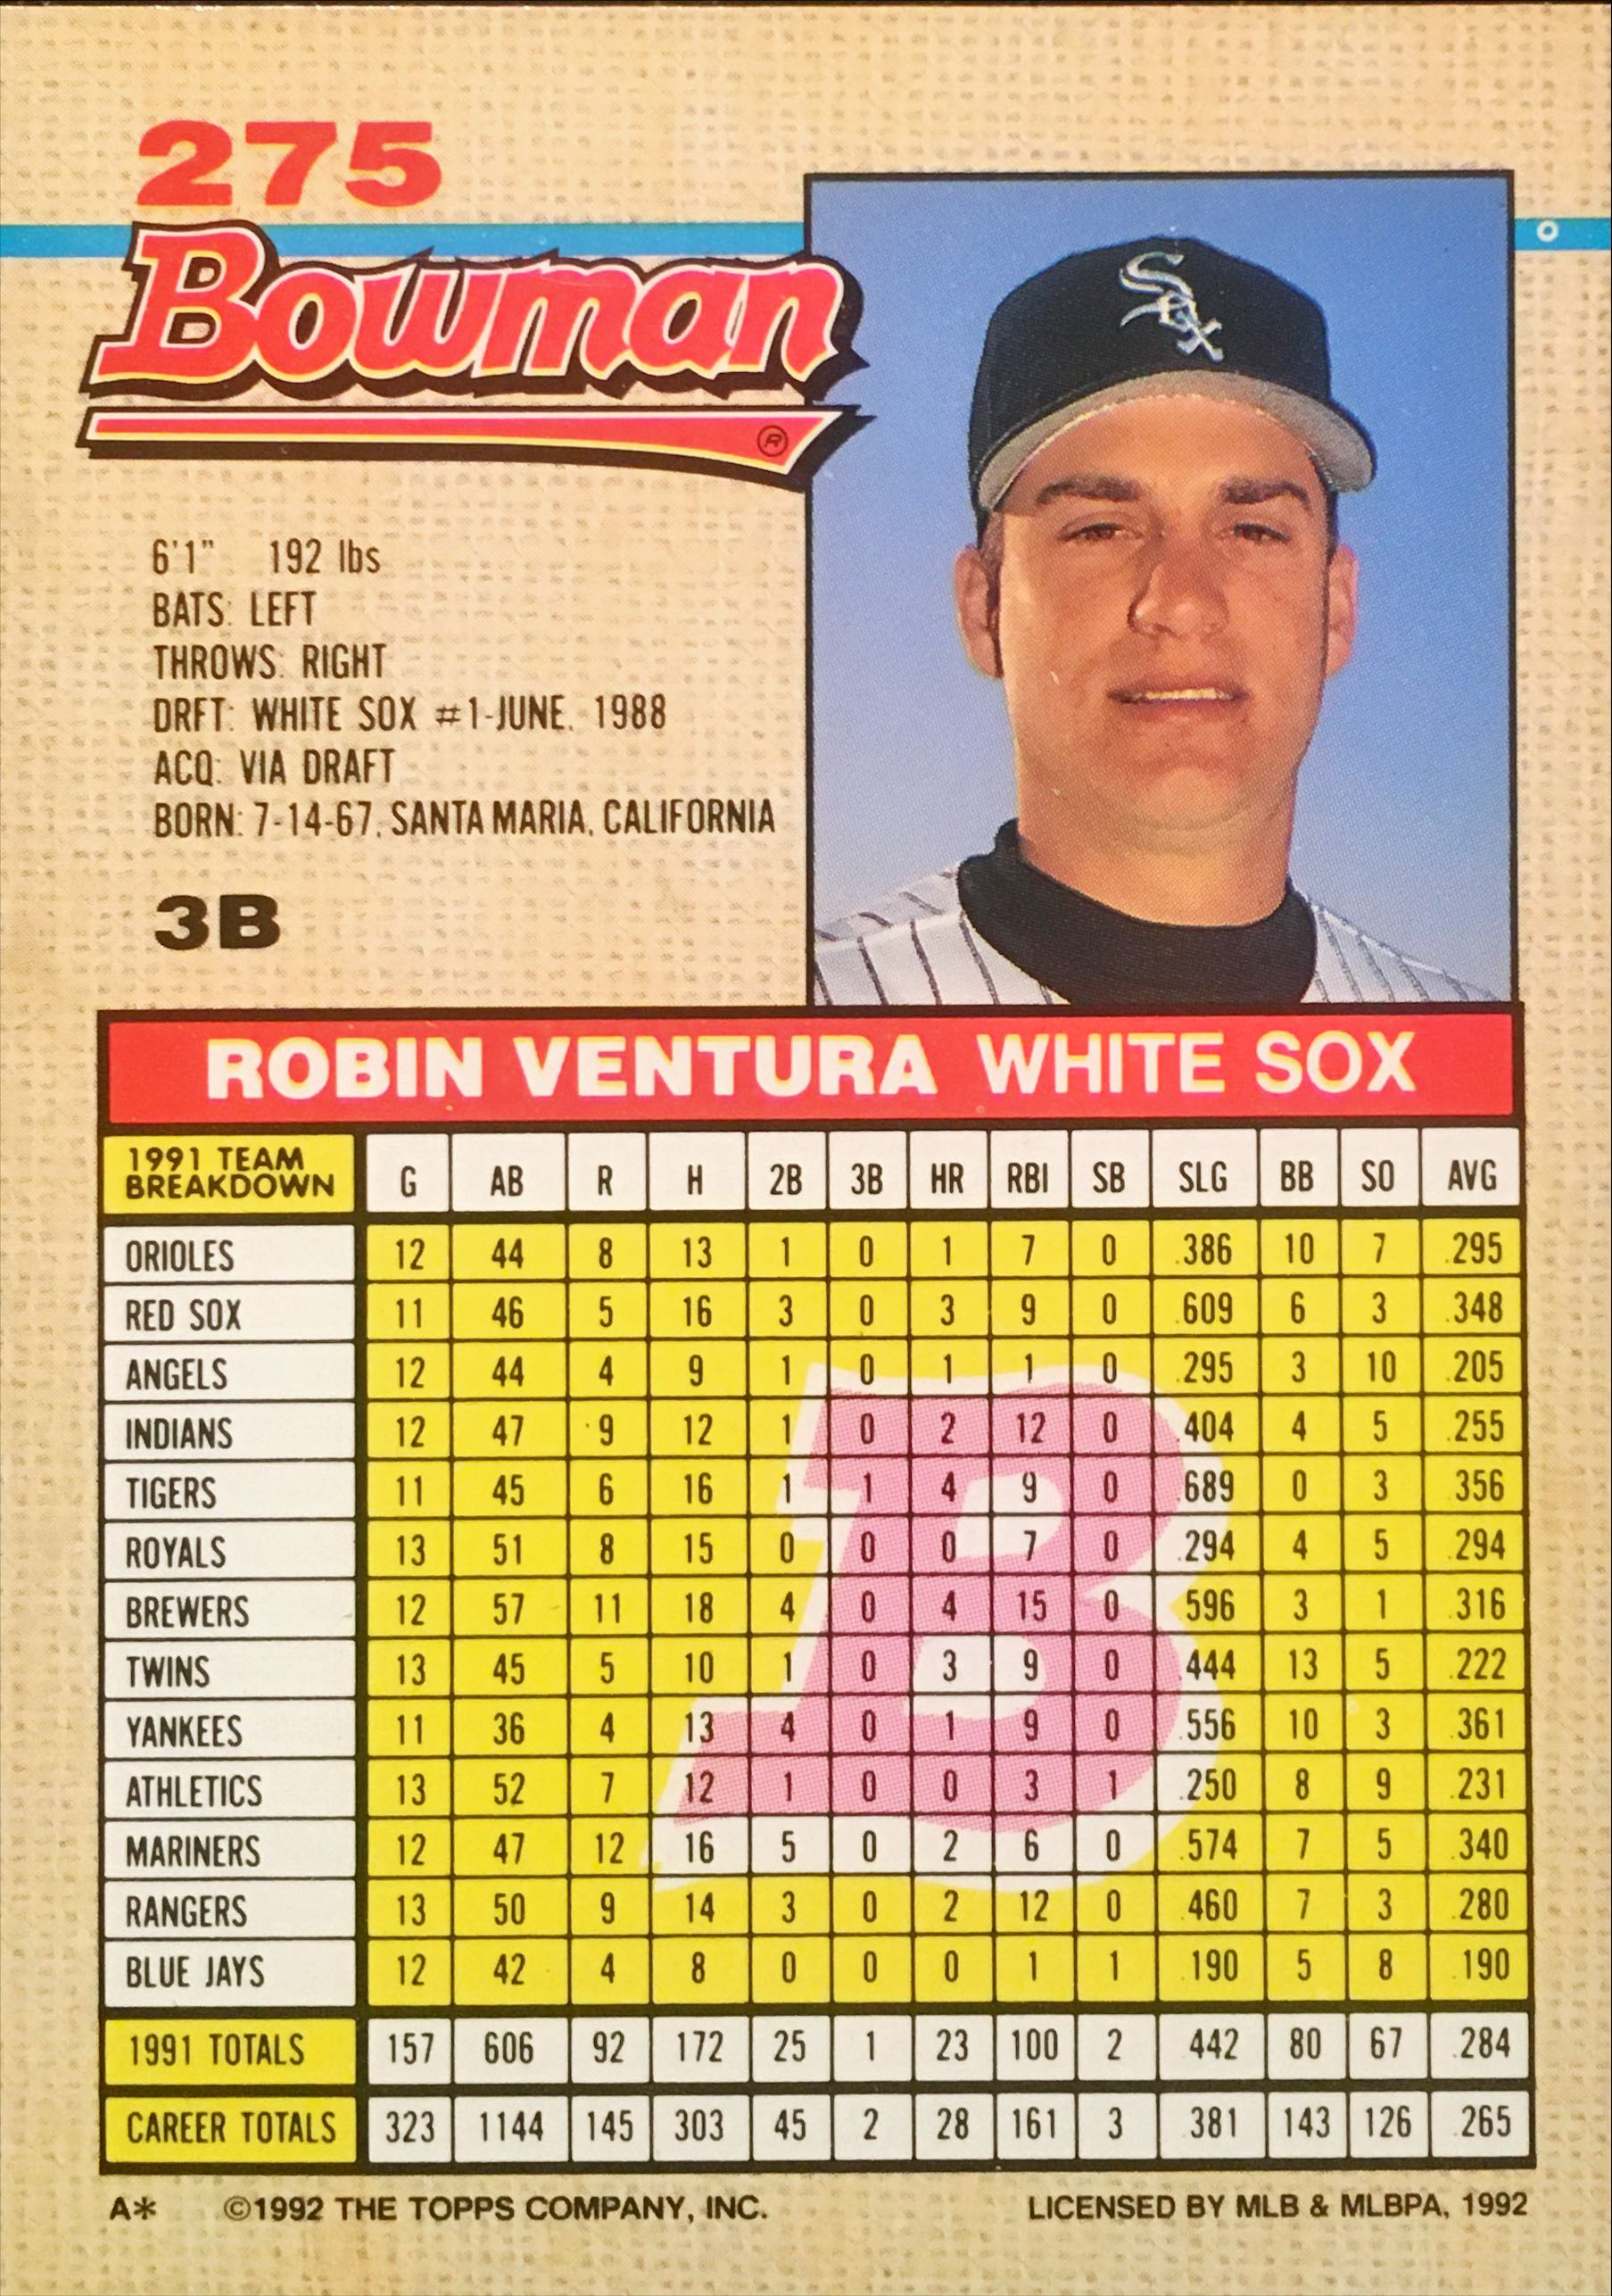 275
Bowman
®
6'1" 192 lbs
BATS: LEFT
THROWS: RIGHT
DRFT: WHITE SOX #1-JUNE, 1988
ACQ: VIA DRAFT
BORN: 7-14-67, SANTA MARIA, CALIFORNIA
3B
Sox
ROBIN VENTURA WHITE SOX
1991 TEAM BREAKDOWN G AB R H 2B 3B HR RBI SB SLG BB SO AVG
ORIOLES 12 44 8 13 1 0 1 7 0 .386 10 7 .295
RED SOX 11 46 5 16 3 0 3 9 0 .609 6 3 .348
ANGELS 12 44 4 9 1 0 1 1 0 .295 3 10 .205
INDIANS 12 47 9 12 1 0 2 12 0 .404 4 5 .255
TIGERS 11 45 6 16 1 1 4 9 0 .689 0 3 .356
ROYALS 13 51 8 15 0 0 0 7 0 .294 4 5 .294
BREWERS 12 57 11 18 4 0 4 15 0 .596 3 1 .316
TWINS 13 45 5 10 1 0 3 9 0 .444 13 5 .222
YANKEES 11 36 4 13 4 0 1 9 0 .556 10 3 .361
ATHLETICS 13 52 7 12 1 0 0 3 1 .250 8 9 .231
MARINERS 12 47 12 16 5 0 2 6 0 .574 7 5 .340
RANGERS 13 50 9 14 3 0 2 12 0 .460 7 3 .280
BLUE JAYS 12 42 4 8 0 0 0 1 1 .190 5 8 .190
1991 TOTALS 157 606 92 172 25 1 23 100 2 .442 80 67 .284
CAREER TOTALS 323 1144 145 303 45 2 28 161 3 .381 143 126 .265
A* ©1992 THE TOPPS COMPANY, INC. LICENSED BY MLB & MLBPA, 1992